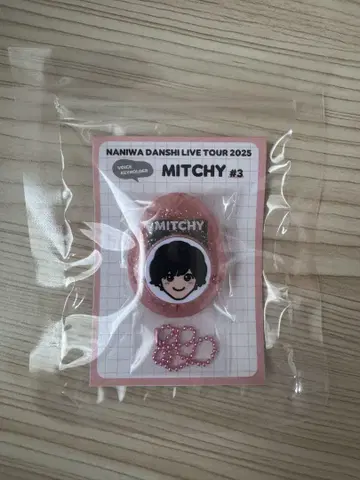 NANIWA DANSHI LIVE TOUR 2025
VOICE
KEYHOLDER
MITCHY #3
MITCHY